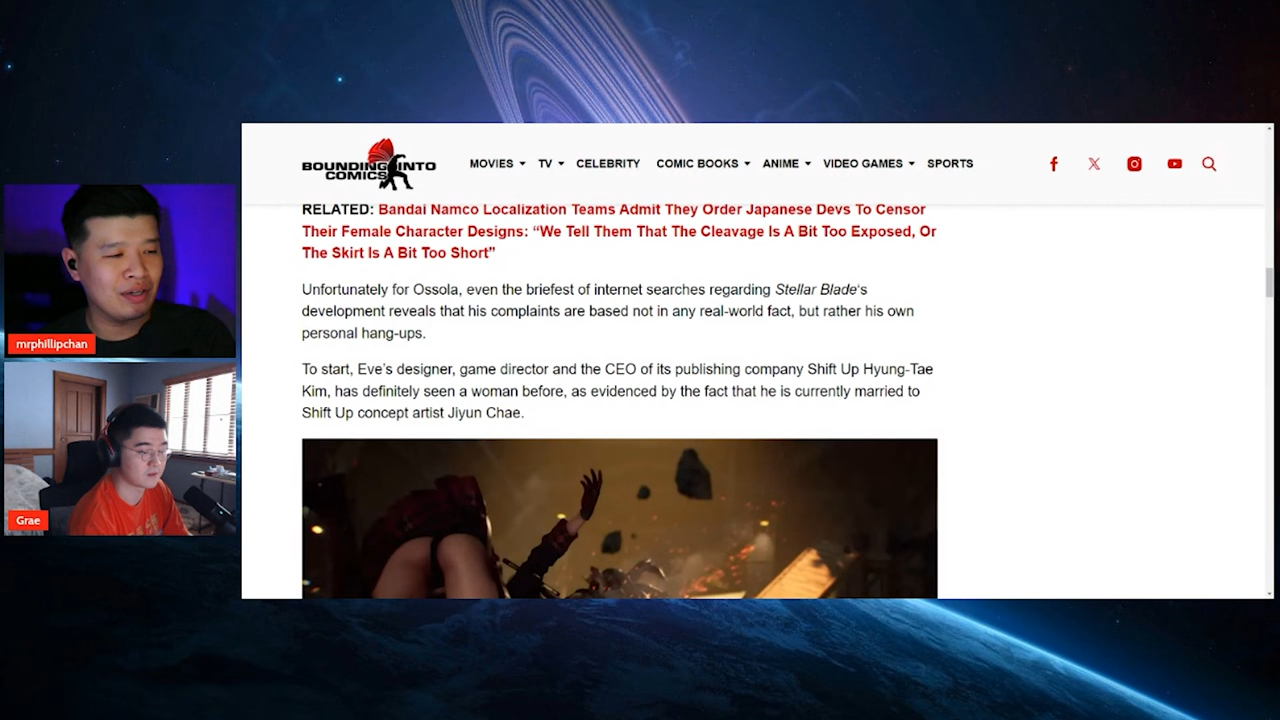 BOUNDING INTO
COMICS
MOVIES TV CELEBRITY COMIC BOOKS ANIME VIDEO GAMES SPORTS
RELATED: Bandai Namco Localization Teams Admit They Order Japanese Devs To Censor
Their Female Character Designs: “We Tell Them That The Cleavage Is A Bit Too Exposed, Or
The Skirt Is A Bit Too Short”
Unfortunately for Ossola, even the briefest of internet searches regarding Stellar Blade‘s
development reveals that his complaints are based not in any real-world fact, but rather his own
personal hang-ups.
To start, Eve’s designer, game director and the CEO of its publishing company Shift Up Hyung-Tae
Kim, has definitely seen a woman before, as evidenced by the fact that he is currently married to
Shift Up concept artist Jiyun Chae.
mrphillipchan
Grae